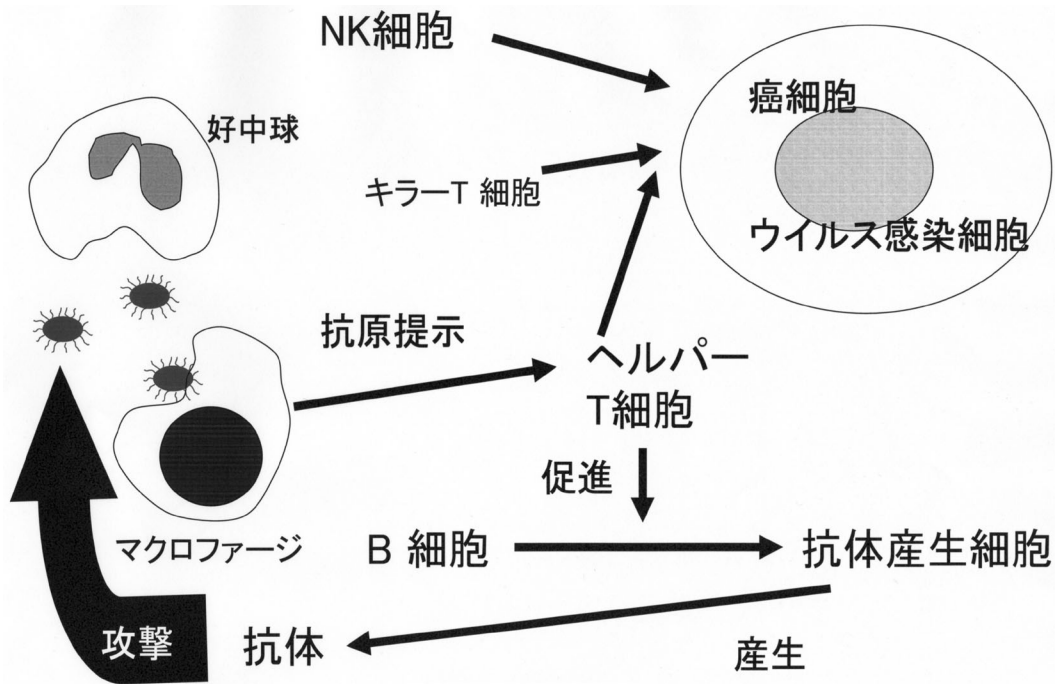 NK細胞
癌細胞
好中球
キラーT 細胞
ウイルス感染細胞
抗原提示
ヘルパー
T細胞
促進
マクロファージ
B 細胞
抗体産生細胞
攻撃
抗体
産生